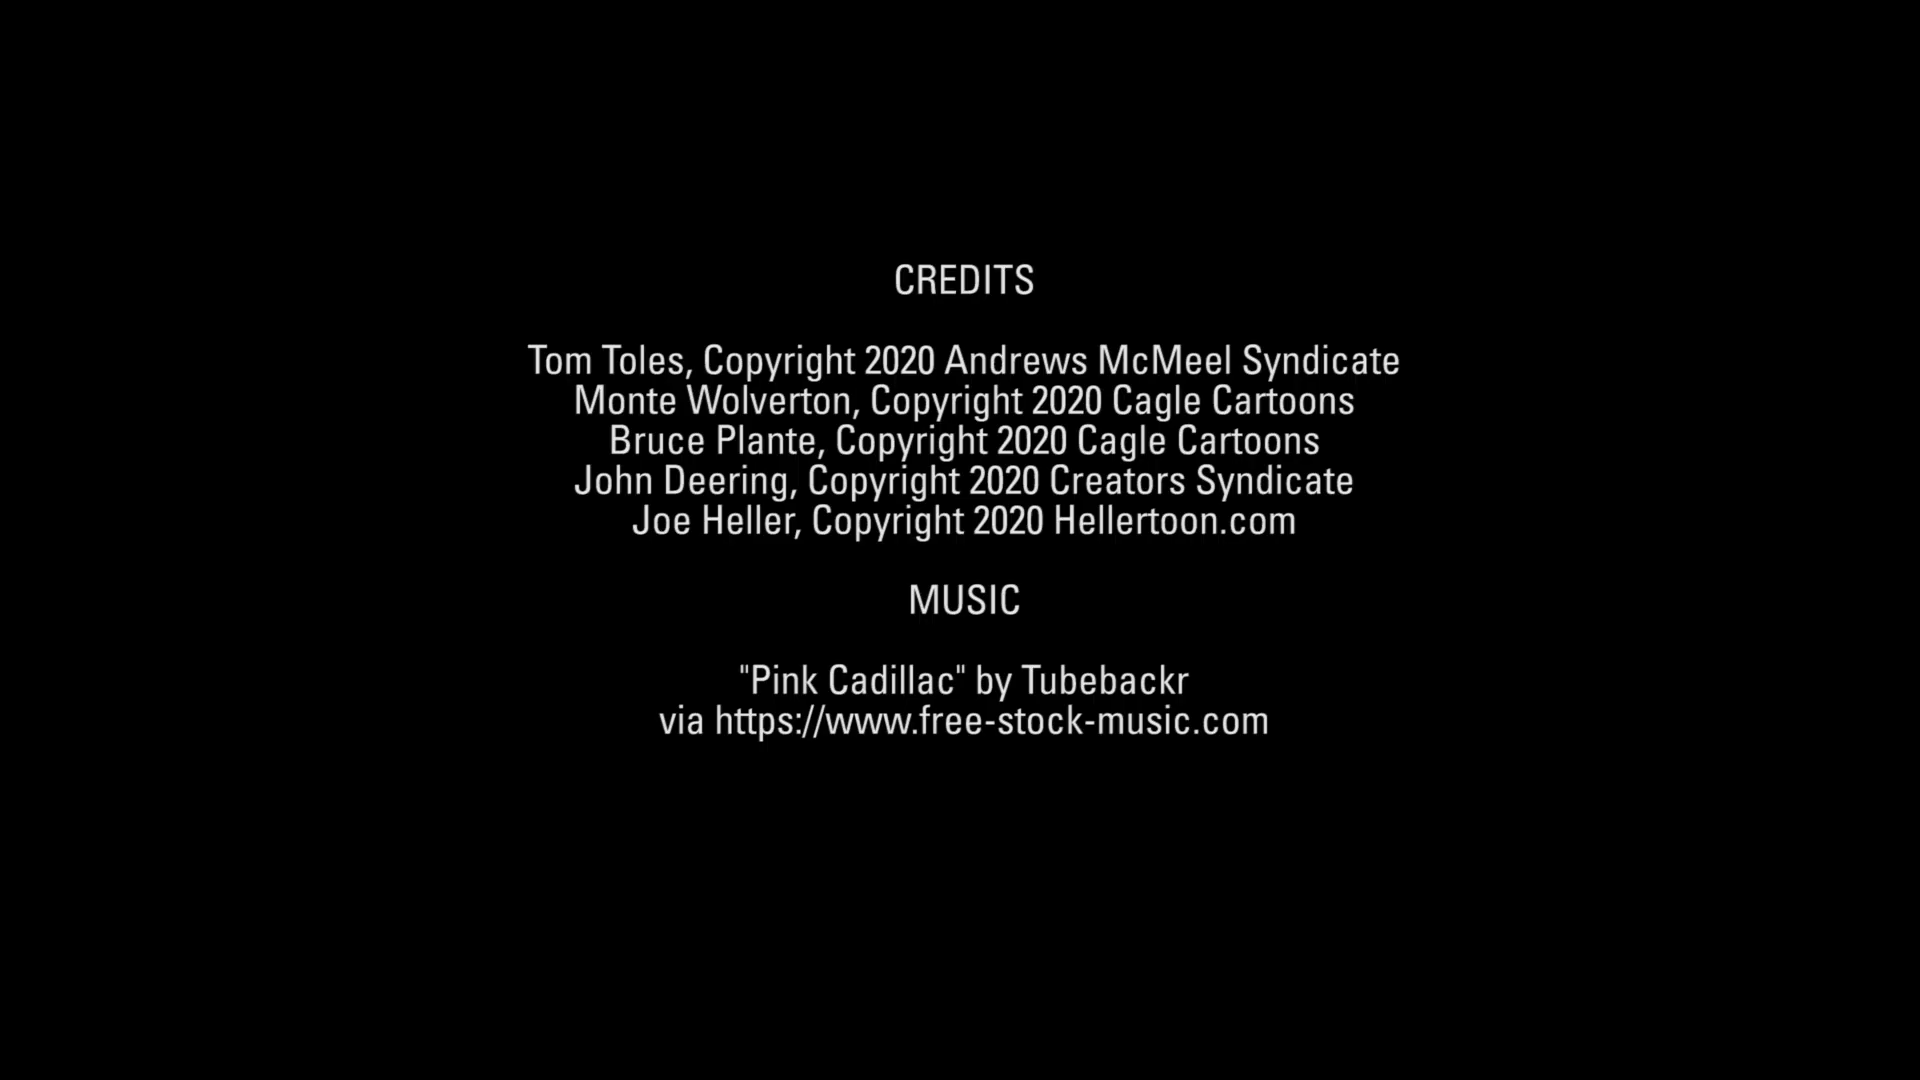 CREDITS
Tom Toles, Copyright 2020 Andrews McMeel Syndicate
Monte Wolverton, Copyright 2020 Cagle Cartoons
Bruce Plante, Copyright 2020 Cagle Cartoons
John Deering, Copyright 2020 Creators Syndicate
Joe Heller, Copyright 2020 Hellertoon.com
MUSIC
"Pink Cadillac" by Tubebackr
via https://www.free-stock-music.com